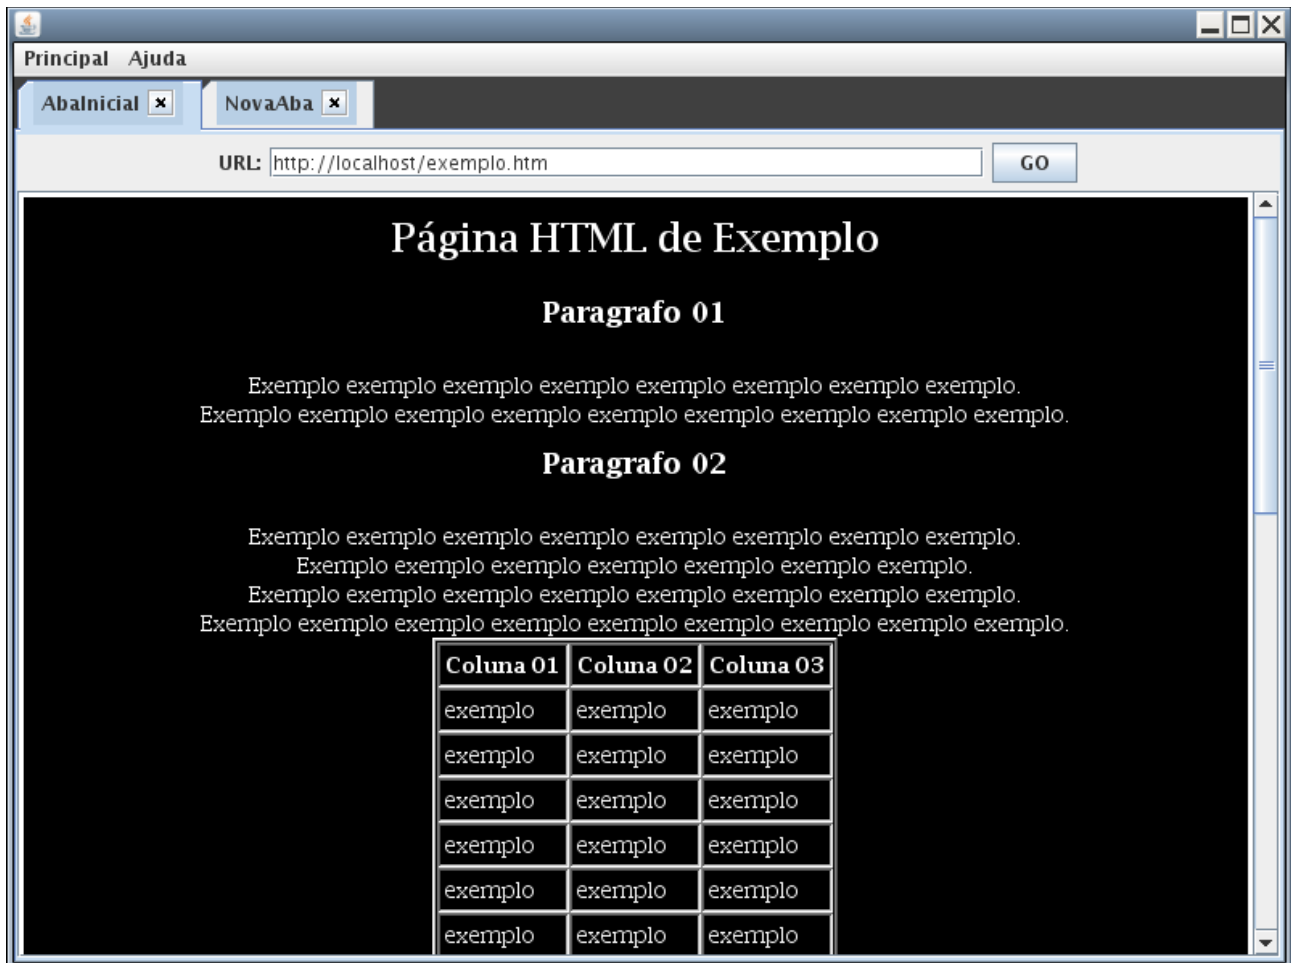 Principal Ajuda
AbaInicial NovaAba
URL: http://localhost/exemplo.htm GO
Página HTML de Exemplo
Paragrafo 01
Exemplo exemplo exemplo exemplo exemplo exemplo exemplo exemplo.
Exemplo exemplo exemplo exemplo exemplo exemplo exemplo exemplo exemplo.
Paragrafo 02
Exemplo exemplo exemplo exemplo exemplo exemplo exemplo exemplo.
Exemplo exemplo exemplo exemplo exemplo exemplo exemplo.
Exemplo exemplo exemplo exemplo exemplo exemplo exemplo exemplo.
Exemplo exemplo exemplo exemplo exemplo exemplo exemplo exemplo exemplo.
Coluna 01 Coluna 02 Coluna 03
exemplo exemplo exemplo
exemplo exemplo exemplo
exemplo exemplo exemplo
exemplo exemplo exemplo
exemplo exemplo exemplo
exemplo exemplo exemplo